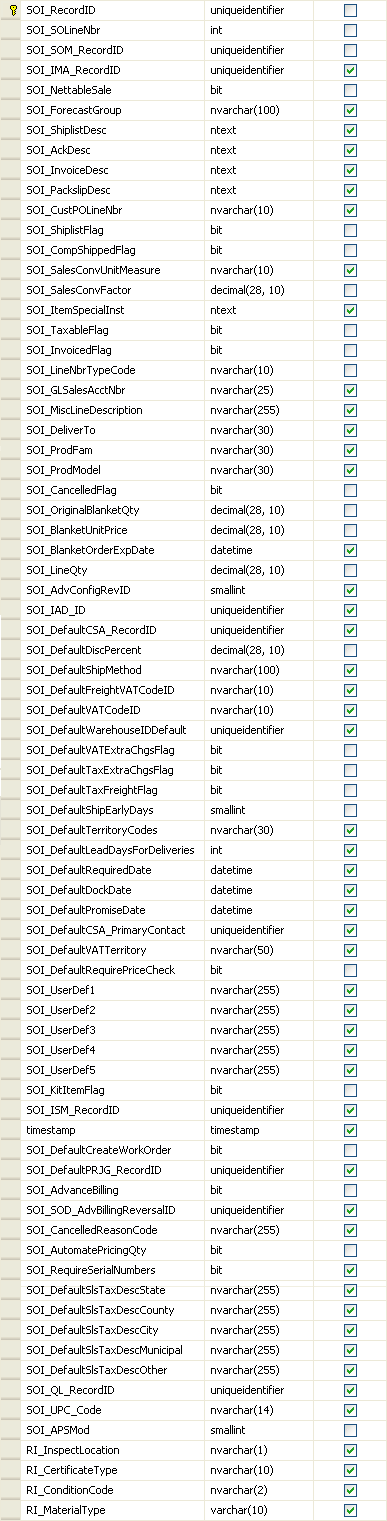 SOI_RecordID uniqueidentifier
SOI_SOLineNbr int
SOI_SOM_RecordID uniqueidentifier
SOI_IMA_RecordID uniqueidentifier
SOI_NettableSale bit
SOI_ForecastGroup nvarchar(100)
SOI_ShiplistDesc ntext
SOI_AckDesc ntext
SOI_InvoiceDesc ntext
SOI_PackslipDesc ntext
SOI_CustPOLineNbr nvarchar(10)
SOI_ShiplistFlag bit
SOI_CompShippedFlag bit
SOI_SalesConvUnitMeasure nvarchar(10)
SOI_SalesConvFactor decimal(28, 10)
SOI_ItemSpecialInst ntext
SOI_TaxableFlag bit
SOI_InvoicedFlag bit
SOI_LineNbrTypeCode nvarchar(10)
SOI_GLSalesAcctNbr nvarchar(25)
SOI_MiscLineDescription nvarchar(255)
SOI_DeliverTo nvarchar(30)
SOI_ProdFam nvarchar(30)
SOI_ProdModel nvarchar(30)
SOI_CancelledFlag bit
SOI_OriginalBlanketQty decimal(28, 10)
SOI_BlanketUnitPrice decimal(28, 10)
SOI_BlanketOrderExpDate datetime
SOI_LineQty decimal(28, 10)
SOI_AdvConfigRevID smallint
SOI_IAD_ID uniqueidentifier
SOI_DefaultCSA_RecordID uniqueidentifier
SOI_DefaultDiscPercent decimal(28, 10)
SOI_DefaultShipMethod nvarchar(100)
SOI_DefaultFreightVATCodeID nvarchar(10)
SOI_DefaultVATCodeID nvarchar(10)
SOI_DefaultWarehouseIDDefault uniqueidentifier
SOI_DefaultVATExtraChgsFlag bit
SOI_DefaultTaxExtraChgsFlag bit
SOI_DefaultTaxFreightFlag bit
SOI_DefaultShipEarlyDays smallint
SOI_DefaultTerritoryCodes nvarchar(30)
SOI_DefaultLeadDaysForDeliveries int
SOI_DefaultRequiredDate datetime
SOI_DefaultDockDate datetime
SOI_DefaultPromiseDate datetime
SOI_DefaultCSA_PrimaryContact uniqueidentifier
SOI_DefaultVATTerritory nvarchar(50)
SOI_DefaultRequirePriceCheck bit
SOI_UserDef1 nvarchar(255)
SOI_UserDef2 nvarchar(255)
SOI_UserDef3 nvarchar(255)
SOI_UserDef4 nvarchar(255)
SOI_UserDef5 nvarchar(255)
SOI_KitItemFlag bit
SOI_ISM_RecordID uniqueidentifier
timestamp timestamp
SOI_DefaultCreateWorkOrder bit
SOI_DefaultPRJG_RecordID uniqueidentifier
SOI_AdvanceBilling bit
SOI_SOD_AdvBillingReversalID uniqueidentifier
SOI_CancelledReasonCode nvarchar(255)
SOI_AutomatePricingQty bit
SOI_RequireSerialNumbers bit
SOI_DefaultSlsTaxDescState nvarchar(255)
SOI_DefaultSlsTaxDescCounty nvarchar(255)
SOI_DefaultSlsTaxDescCity nvarchar(255)
SOI_DefaultSlsTaxDescMunicipal nvarchar(255)
SOI_DefaultSlsTaxDescOther nvarchar(255)
SOI_QL_RecordID uniqueidentifier
SOI_UPC_Code nvarchar(14)
SOI_APSMod smallint
RI_InspectLocation nvarchar(1)
RI_CertificateType nvarchar(10)
RI_ConditionCode nvarchar(2)
RI_MaterialType varchar(10)